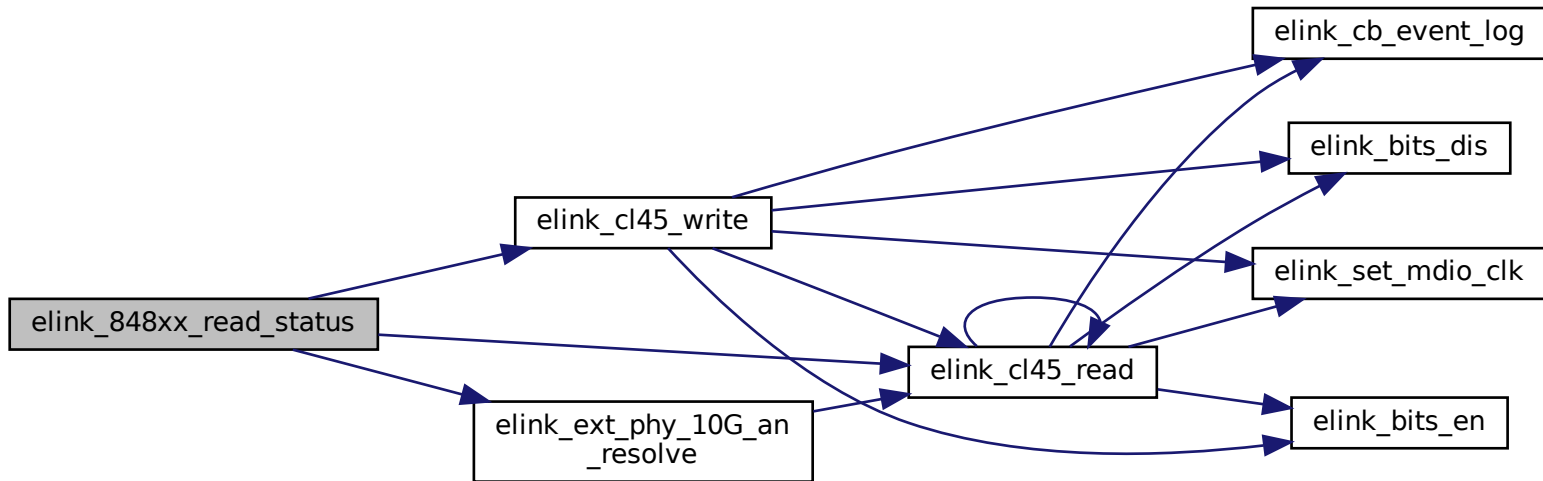 elink_cb_event_log
elink_bits_dis
elink_cl45_write
elink_set_mdio_clk
elink_848xx_read_status
elink_cl45_read
elink_ext_phy_10G_an
_resolve
elink_bits_en